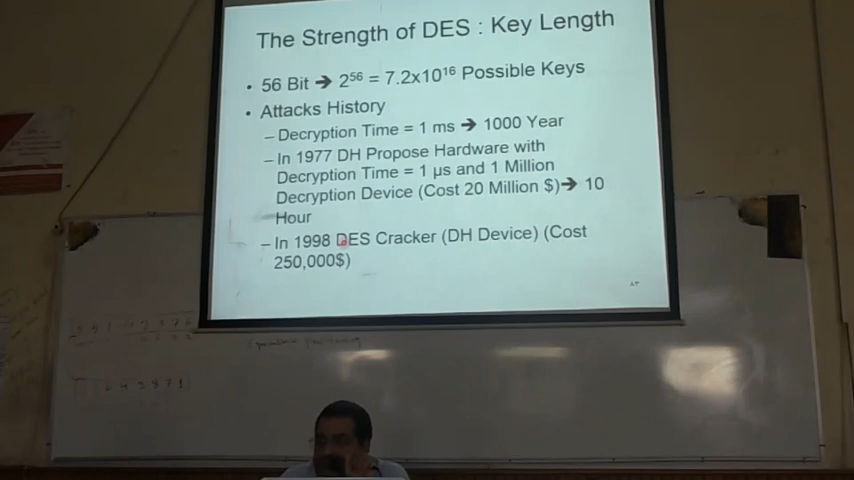 The Strength of DES : Key Length
• 56 Bit ➔ 2⁵⁶ = 7.2x10¹⁶ Possible Keys
• Attacks History
– Decryption Time = 1 ms ➔ 1000 Year
– In 1977 DH Propose Hardware with
Decryption Time = 1 µs and 1 Million
Decryption Device (Cost 20 Million $)➔ 10
Hour
– In 1998 DES Cracker (DH Device) (Cost
250,000$)
٨٣